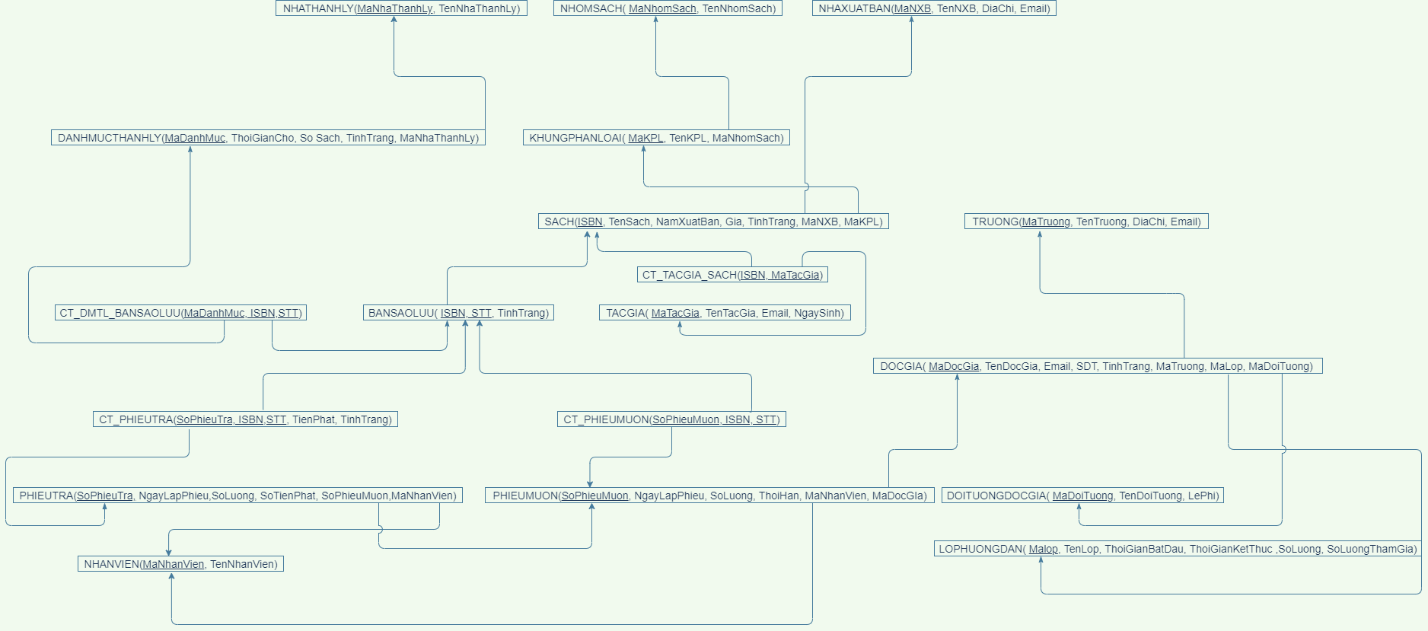 NHATHANHLY(MaNhaThanhLy, TenNhaThanhLy)
NHOMSACH( MaNhomSach, TenNhomSach)
NHAXUATBAN(MaNXB, TenNXB, DiaChi, Email)
DANHMUCTHANHLY(MaDanhMuc, ThoiGianCho, So Sach, TinhTrang, MaNhaThanhLy)
KHUNGPHANLOAI( MaKPL, TenKPL, MaNhomSach)
SACH(ISBN, TenSach, NamXuatBan, Gia, TinhTrang, MaNXB, MaKPL)
TRUONG(MaTruong, TenTruong, DiaChi, Email)
CT_TACGIA_SACH(ISBN, MaTacGia)
CT_DMTL_BANSAOLUU(MaDanhMuc, ISBN,STT)
BANSAOLUU( ISBN, STT, TinhTrang)
TACGIA( MaTacGia, TenTacGia, Email, NgaySinh)
DOCGIA( MaDocGia, TenDocGia, Email, SDT, TinhTrang, MaTruong, MaLop, MaDoiTuong)
CT_PHIEUTRA(SoPhieuTra, ISBN,STT, TienPhat, TinhTrang)
CT_PHIEUMUON(SoPhieuMuon, ISBN, STT)
PHIEUTRA(SoPhieuTra, NgayLapPhieu,SoLuong, SoTienPhat, SoPhieuMuon,MaNhanVien)
PHIEUMUON(SoPhieuMuon, NgayLapPhieu, SoLuong, ThoiHan, MaNhanVien, MaDocGIa)
DOITUONGDOCGIA( MaDoiTuong, TenDoiTuong, LePhi)
LOPHUONGDAN( Malop, TenLop, ThoiGianBatDau, ThoiGianKetThuc ,SoLuong, SoLuongThamGia)
NHANVIEN(MaNhanVien, TenNhanVien)